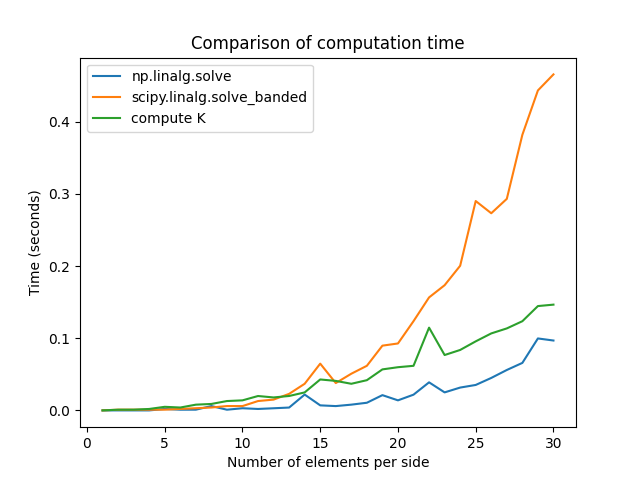 Comparison of computation time
np.linalg.solve
scipy.linalg.solve_banded
compute K
Time (seconds)
0.4
0.3
0.2
0.1
0.0
0 5 10 15 20 25 30
Number of elements per side